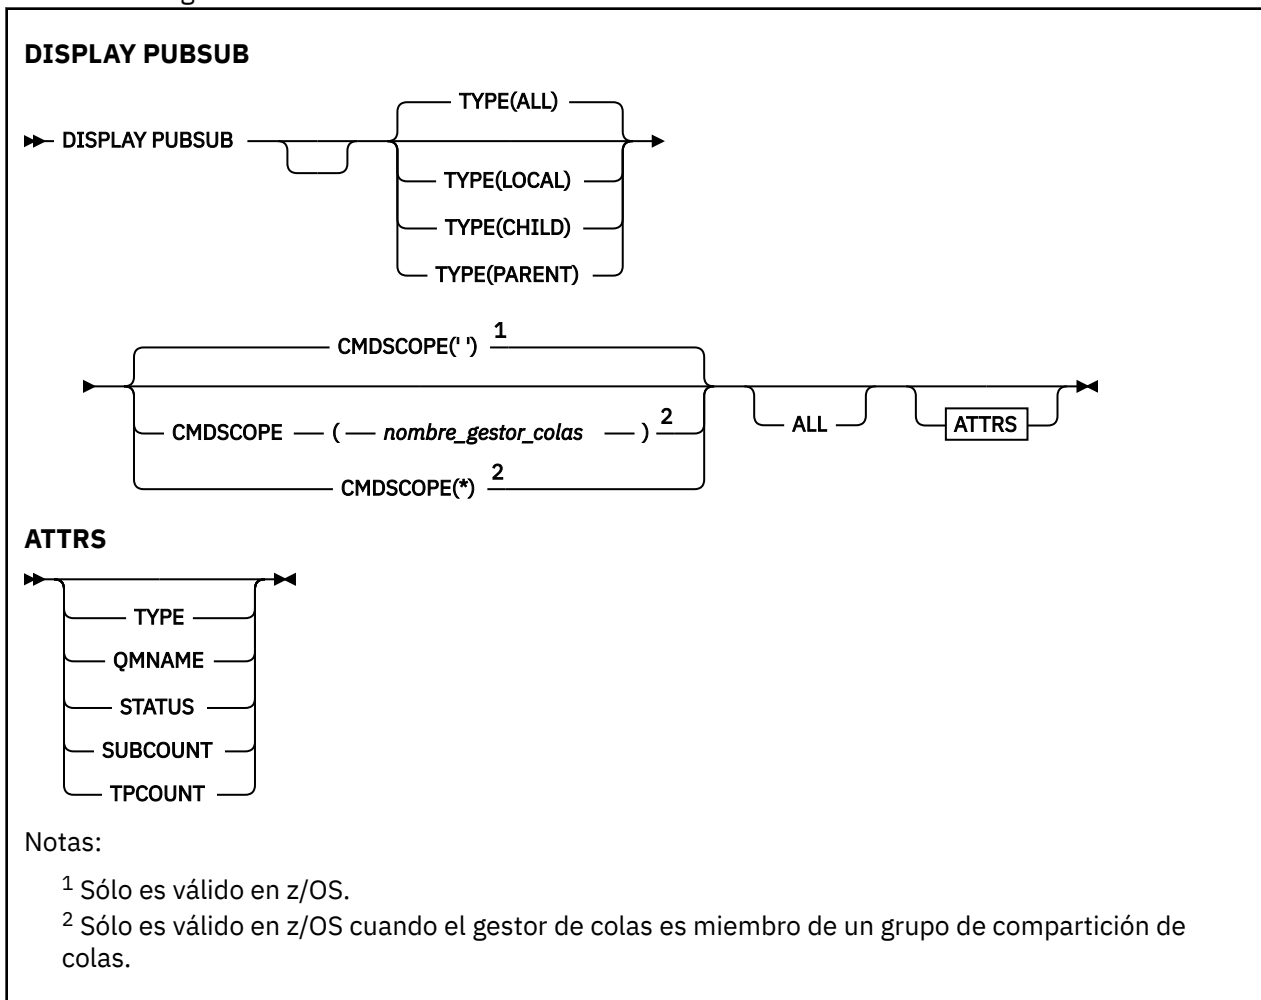 DISPLAY PUBSUB
TYPE(ALL)
DISPLAY PUBSUB
TYPE(LOCAL)
TYPE(CHILD)
TYPE(PARENT)
CMDSCOPE(' ') 1
CMDSCOPE ( nombre_gestor_colas ) 2
ALL
ATTRS
CMDSCOPE(*) 2
ATTRS
TYPE
QMNAME
STATUS
SUBCOUNT
TPCOUNT
Notas:
1 Sólo es válido en z/OS.
2 Sólo es válido en z/OS cuando el gestor de colas es miembro de un grupo de compartición de
colas.